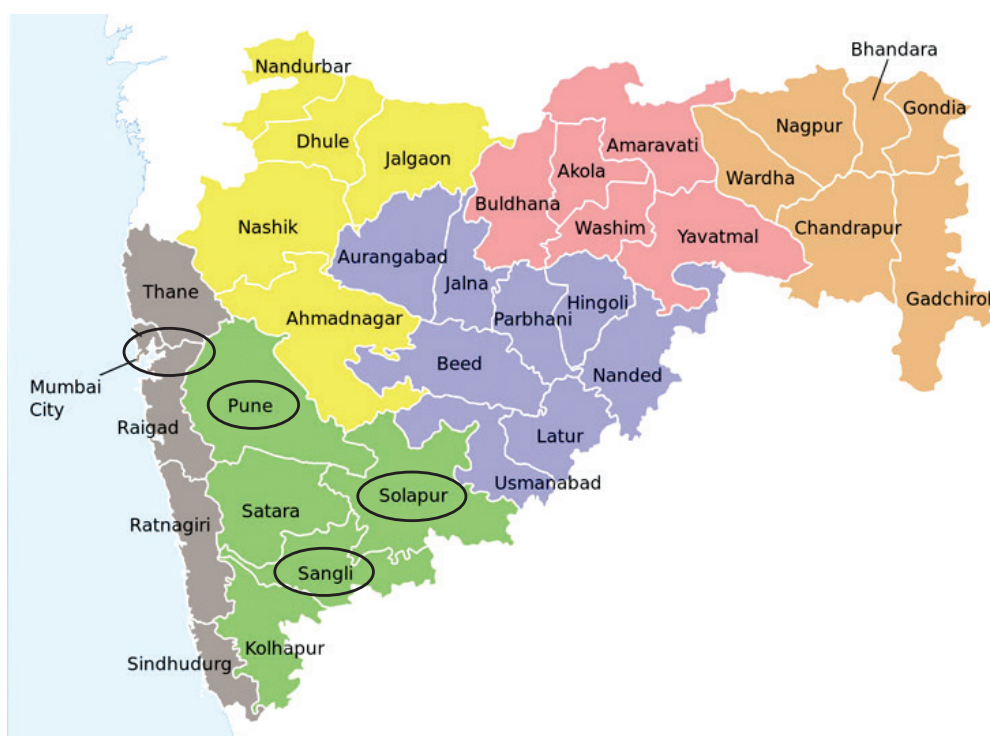 Nandurbar
Bhandara
Gondia
Dhule
Jalgaon
Nagpur
Amaravati
Akola
Wardha
Buldhana
Nashik
Washim
Yavatmal
Chandrapur
Aurangabad
Jalna
Thane
Hingoli
Gadchirol
Ahmadnagar
Parbhani
Beed
Nanded
Mumbai
City
Pune
Raigad
Latur
Usmanabad
Solapur
Satara
Ratnagiri
Sangli
Kolhapur
Sindhudurg